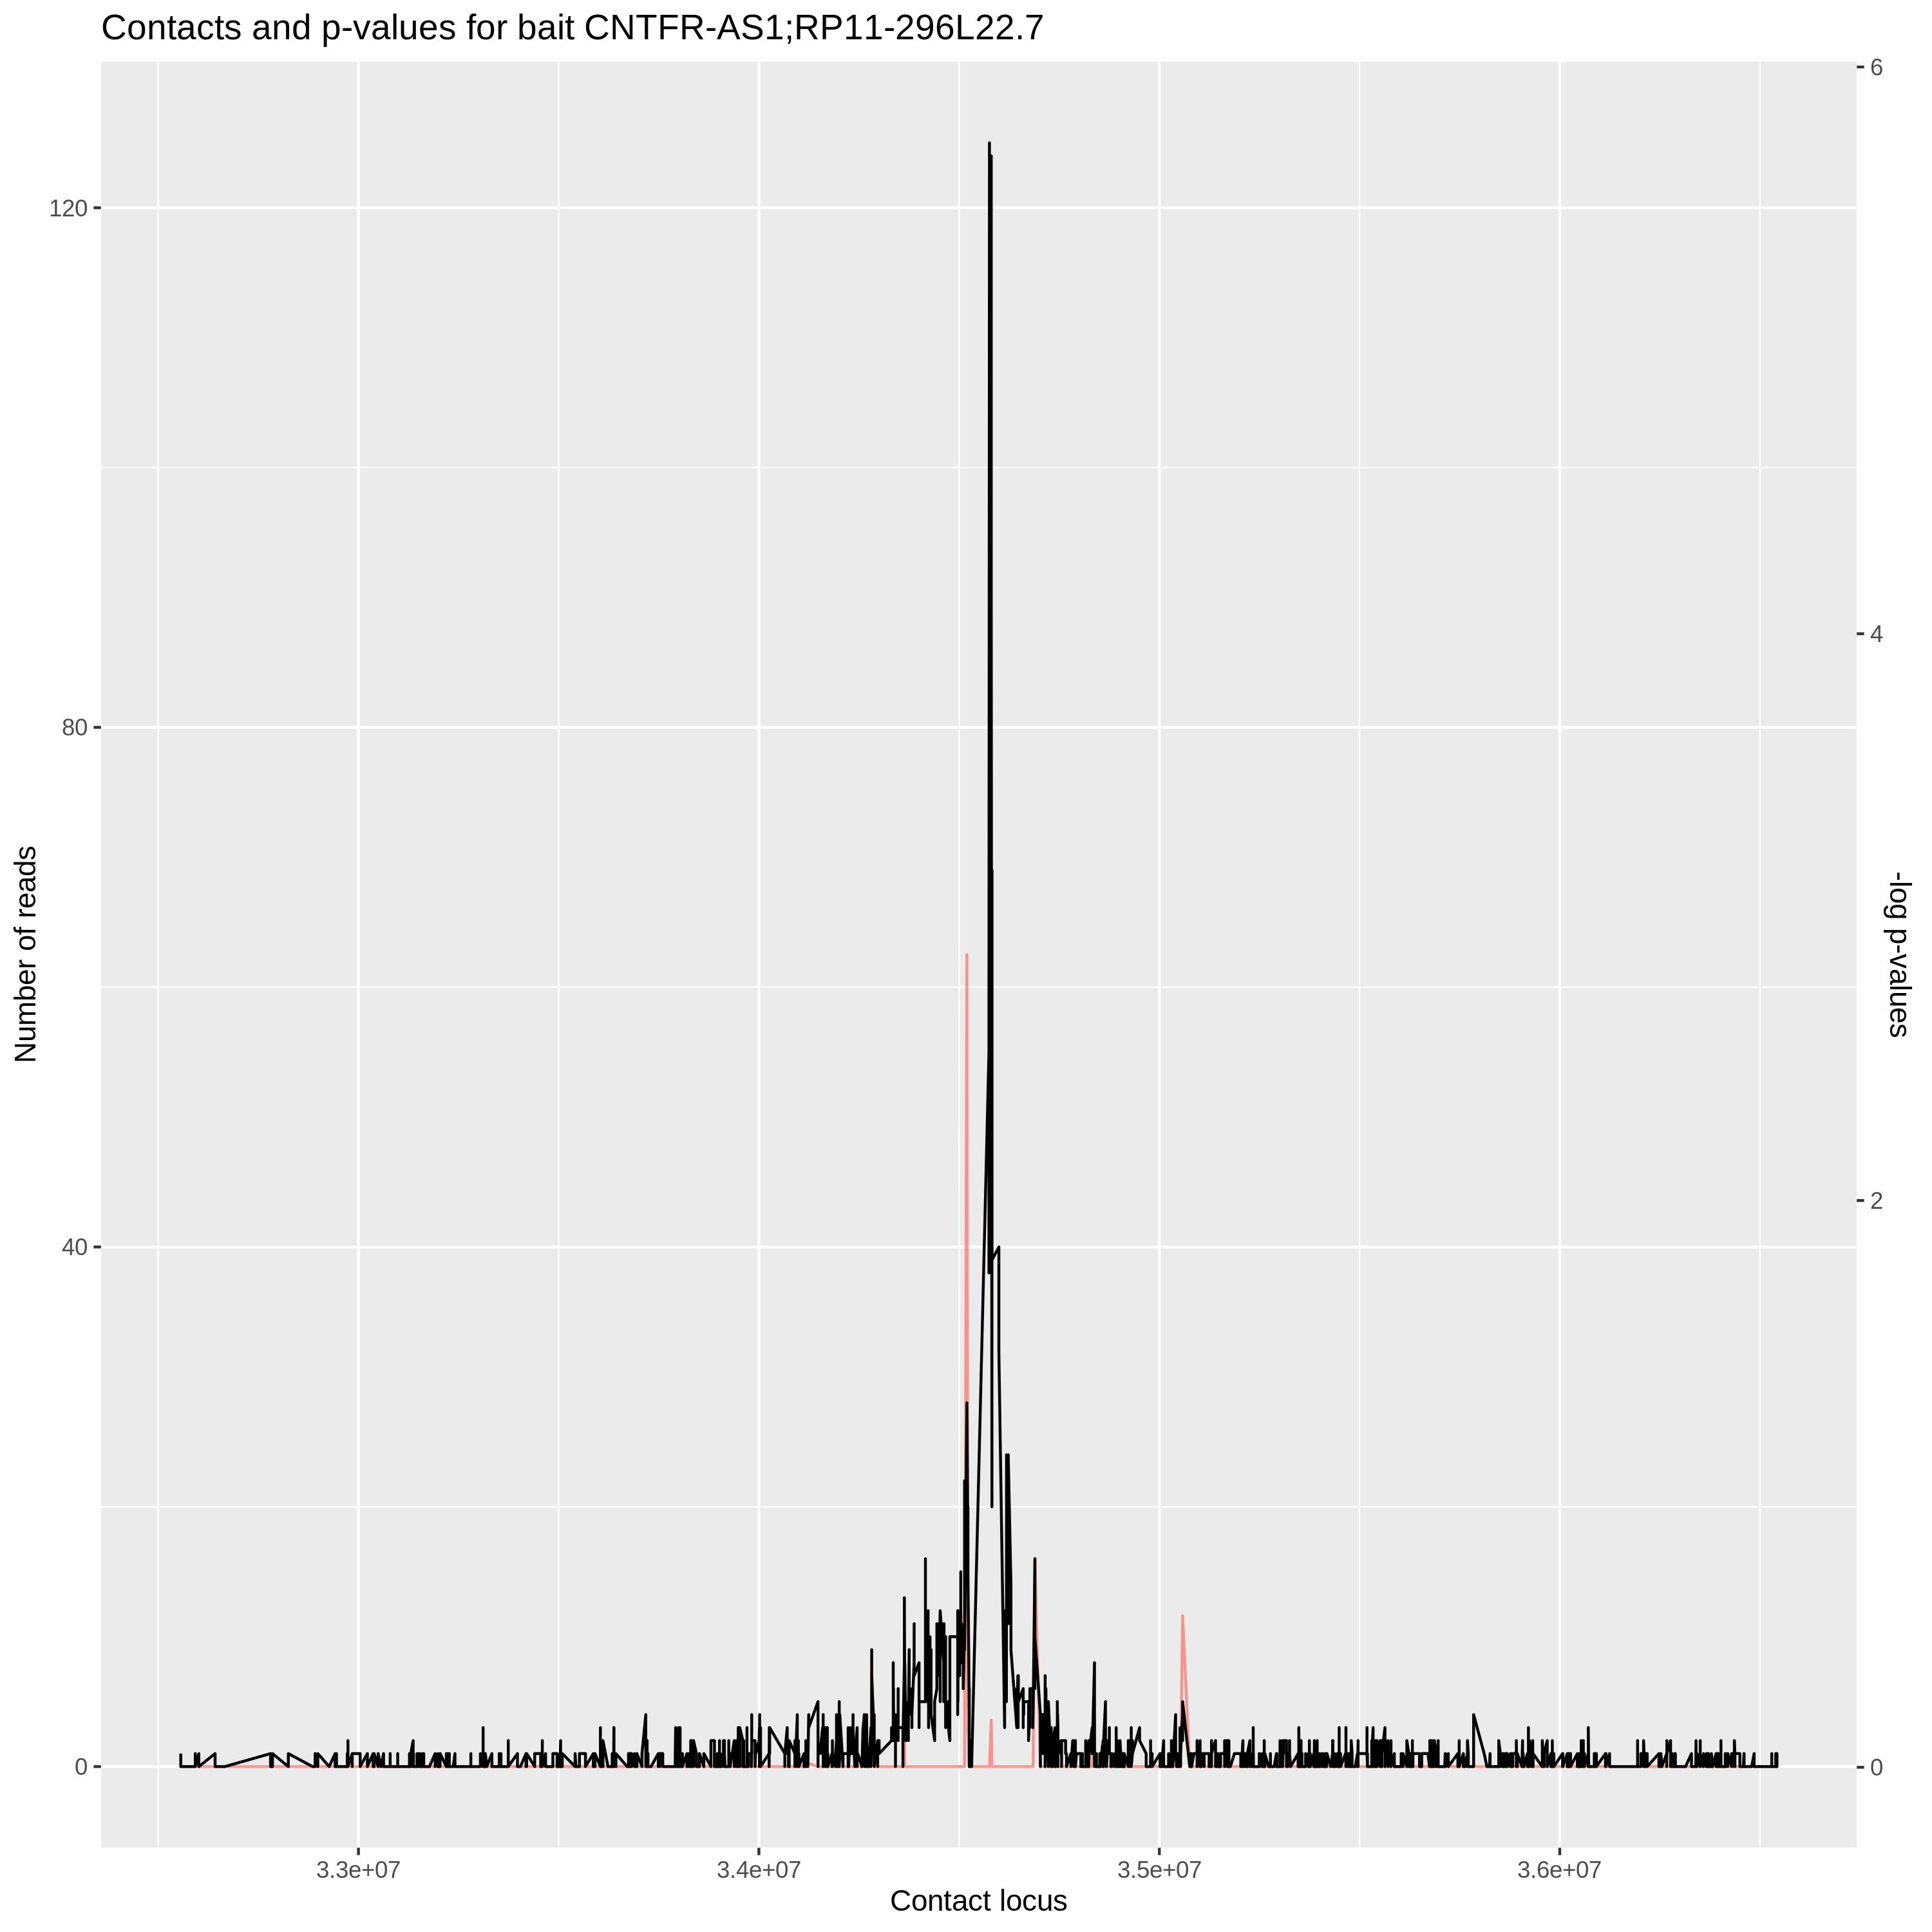 Contacts and p-values for bait CNTFR-AS1;RP11-296L22.7
Number of reads
120
80
40
0
6
4
2
0
-log p-values
3.3e+07
3.4e+07
3.5e+07
3.6e+07
Contact locus